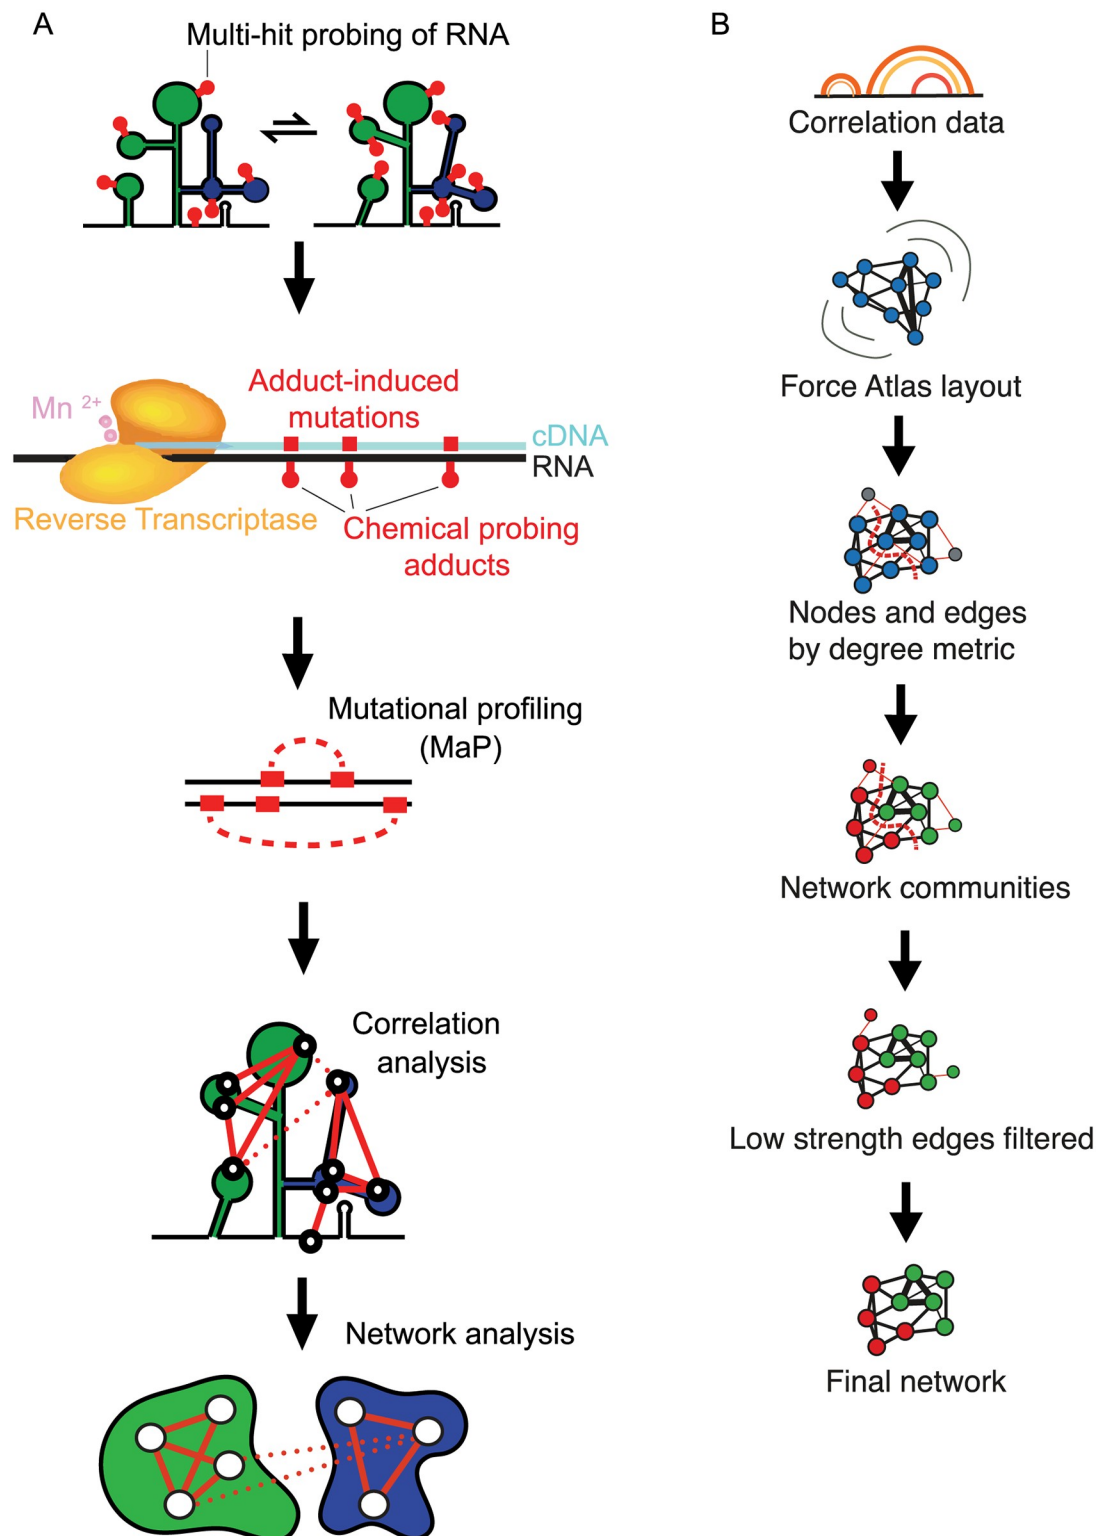 A
Multi-hit probing of RNA
Mn 2+
Adduct-induced
mutations
cDNA
RNA
Reverse Transcriptase
Chemical probing
adducts
Mutational profiling
(MaP)
Correlation
analysis
Network analysis
B
Correlation data
Force Atlas layout
Nodes and edges
by degree metric
Network communities
Low strength edges filtered
Final network